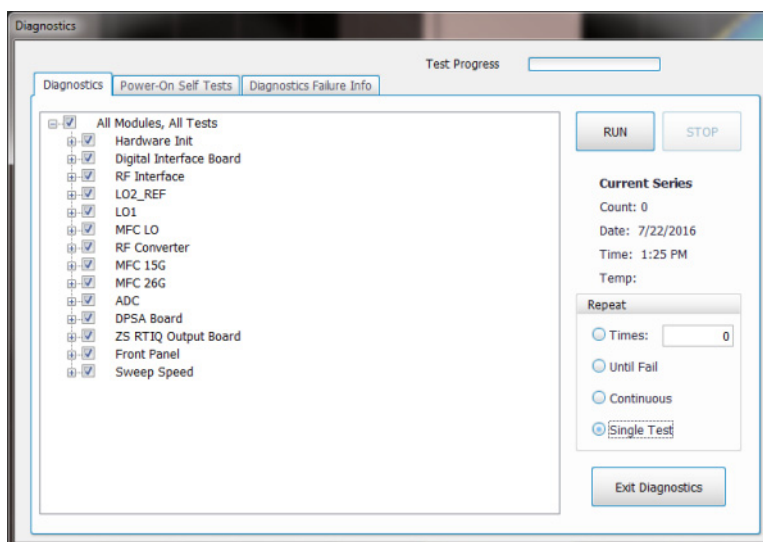 Diagnostics
Test Progress
Diagnostics Power-On Self Tests Diagnostics Failure Info
All Modules, All Tests
Hardware Init
Digital Interface Board
RF Interface
LO2_REF
LO1
MFC LO
RF Converter
MFC 15G
MFC 26G
ADC
DPSA Board
ZS RTIQ Output Board
Front Panel
Sweep Speed
RUN STOP
Current Series
Count: 0
Date: 7/22/2016
Time: 1:25 PM
Temp:
Repeat
Times: 0
Until Fail
Continuous
Single Test
Exit Diagnostics